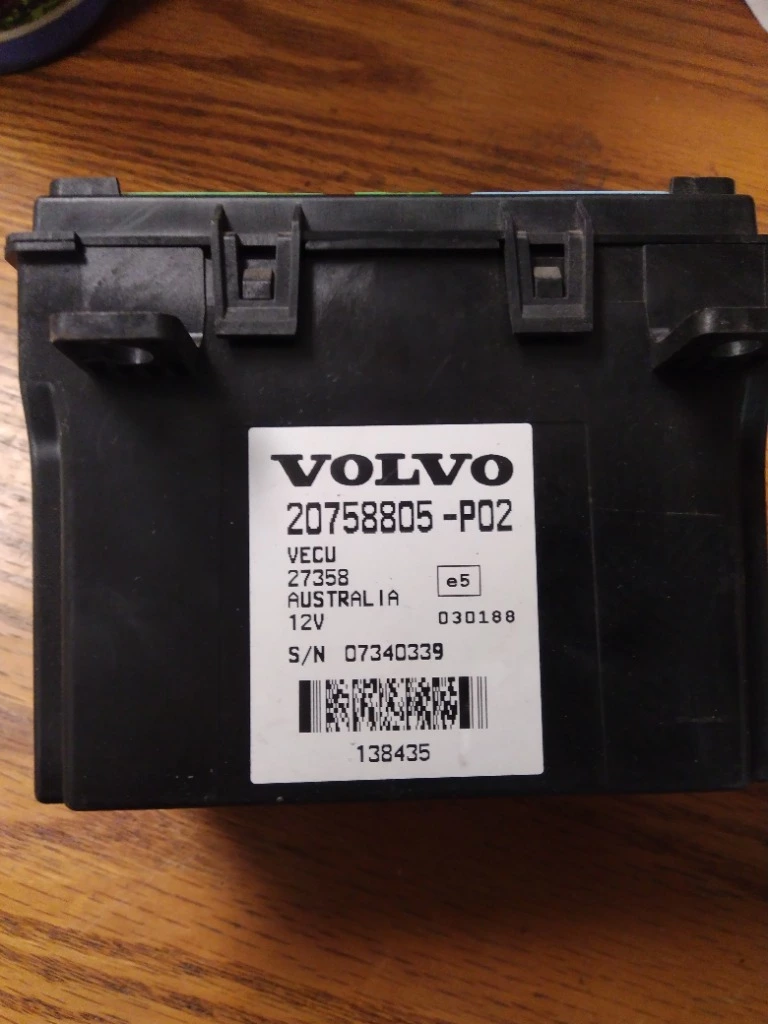 VOLVO
20758805-P02
VECU
27358
AUSTRALIA
e5
12V
030188
S/N 07340339
138435